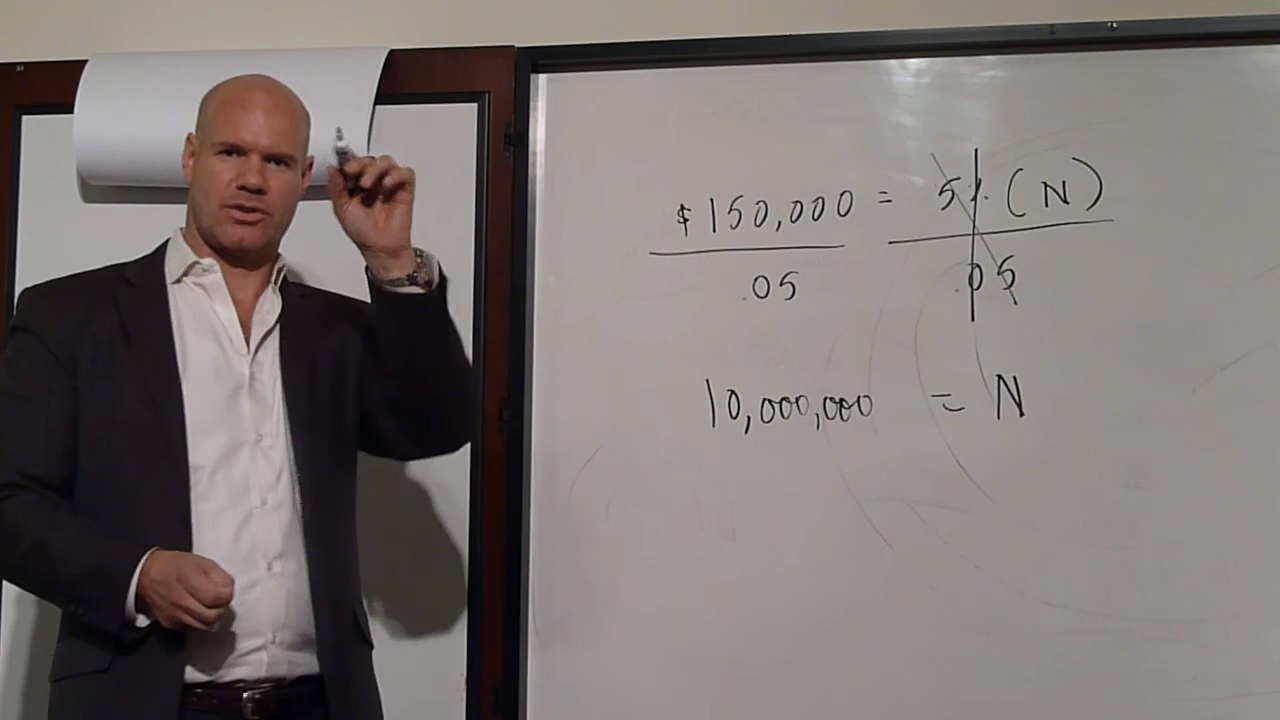 $150,000 = 5% (N)
.05 .05
10,000,000 = N